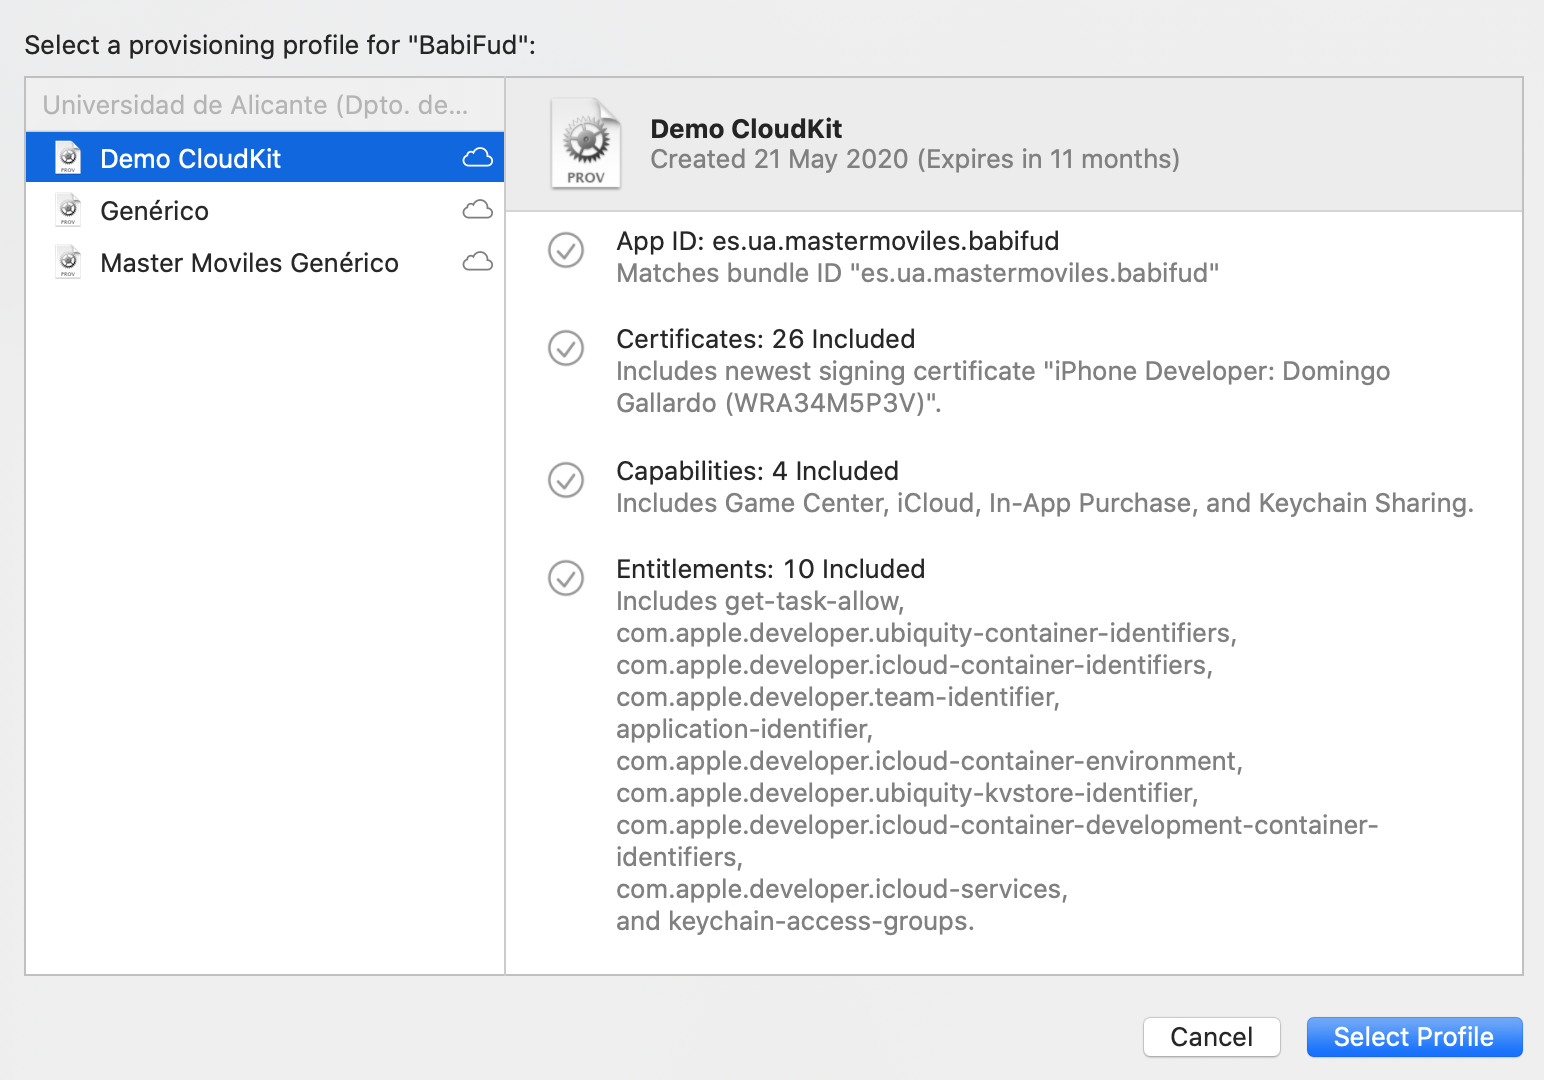 Select a provisioning profile for "BabiFud":
Universidad de Alicante (Dpto. de...
Demo CloudKit
Genérico
Master Moviles Genérico
PROV
Demo CloudKit
Created 21 May 2020 (Expires in 11 months)
App ID: es.ua.mastermoviles.babifud
Matches bundle ID "es.ua.mastermoviles.babifud"
Certificates: 26 Included
Includes newest signing certificate "iPhone Developer: Domingo
Gallardo (WRA34M5P3V)".
Capabilities: 4 Included
Includes Game Center, iCloud, In-App Purchase, and Keychain Sharing.
Entitlements: 10 Included
Includes get-task-allow,
com.apple.developer.ubiquity-container-identifiers,
com.apple.developer.icloud-container-identifiers,
com.apple.developer.team-identifier,
application-identifier,
com.apple.developer.icloud-container-environment,
com.apple.developer.ubiquity-kvstore-identifier,
com.apple.developer.icloud-container-development-container-
identifiers,
com.apple.developer.icloud-services,
and keychain-access-groups.
Cancel
Select Profile